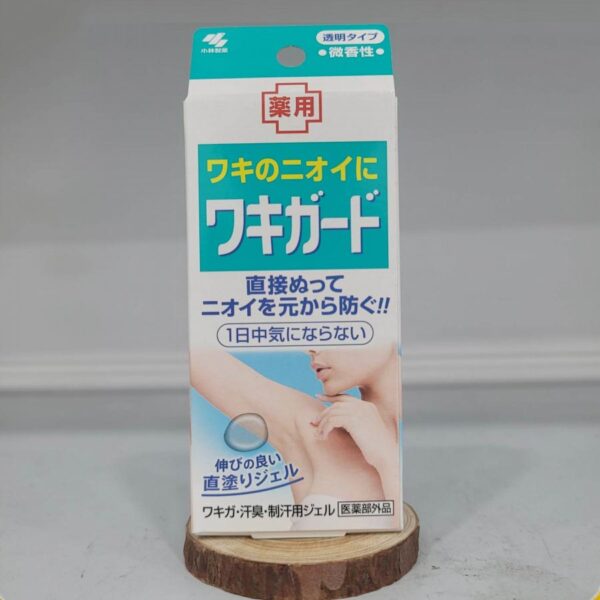 小林製薬
透明タイプ
•微香性•
薬用
ワキのニオイに
ワキガード
直接ぬって
ニオイを元から防ぐ!!
1日中気にならない
伸びの良い
直塗りジェル
ワキガ・汗臭・制汗用ジェル 医薬部外品